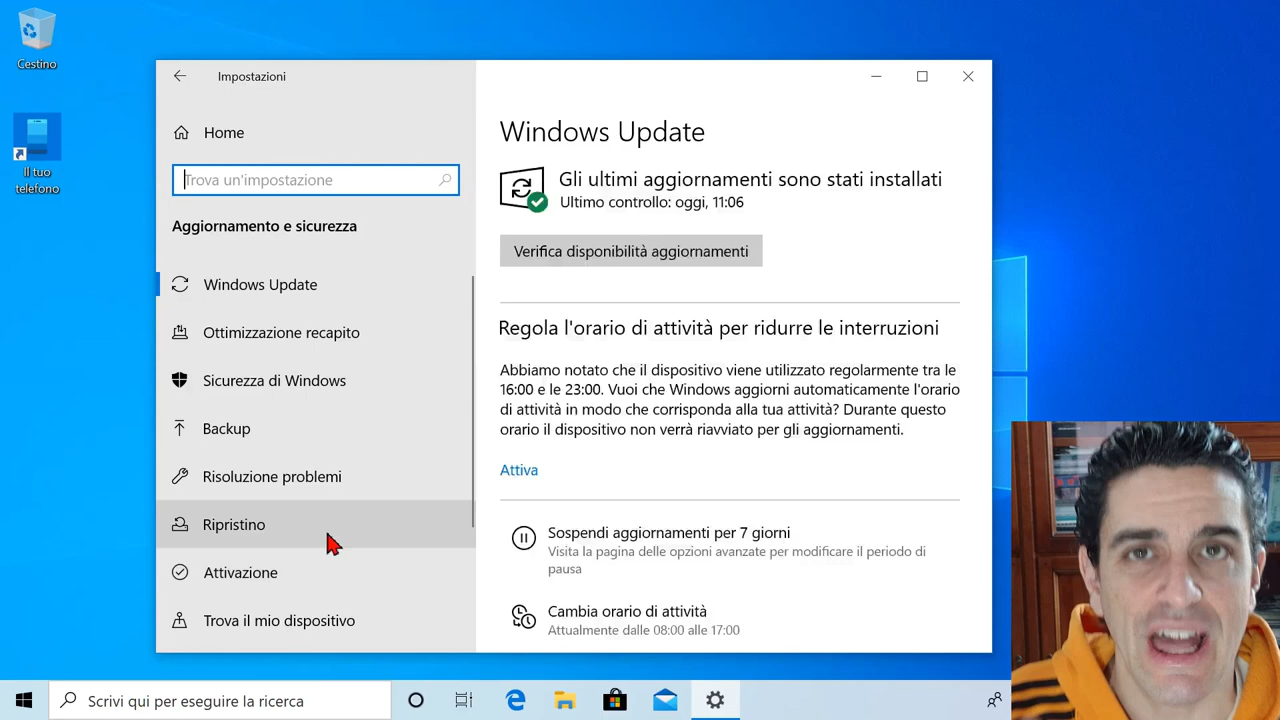 Cestino
Il tuo
telefono
Impostazioni
Home
Trova un'impostazione
Aggiornamento e sicurezza
Windows Update
Ottimizzazione recapito
Sicurezza di Windows
Backup
Risoluzione problemi
Ripristino
Attivazione
Trova il mio dispositivo
Windows Update
Gli ultimi aggiornamenti sono stati installati
Ultimo controllo: oggi, 11:06
Verifica disponibilità aggiornamenti
Regola l'orario di attività per ridurre le interruzioni
Abbiamo notato che il dispositivo viene utilizzato regolarmente tra le
16:00 e le 23:00. Vuoi che Windows aggiorni automaticamente l'orario
di attività in modo che corrisponda alla tua attività? Durante questo
orario il dispositivo non verrà riavviato per gli aggiornamenti.
Attiva
Sospendi aggiornamenti per 7 giorni
Visita la pagina delle opzioni avanzate per modificare il periodo di
pausa
Cambia orario di attività
Attualmente dalle 08:00 alle 17:00
Scrivi qui per eseguire la ricerca